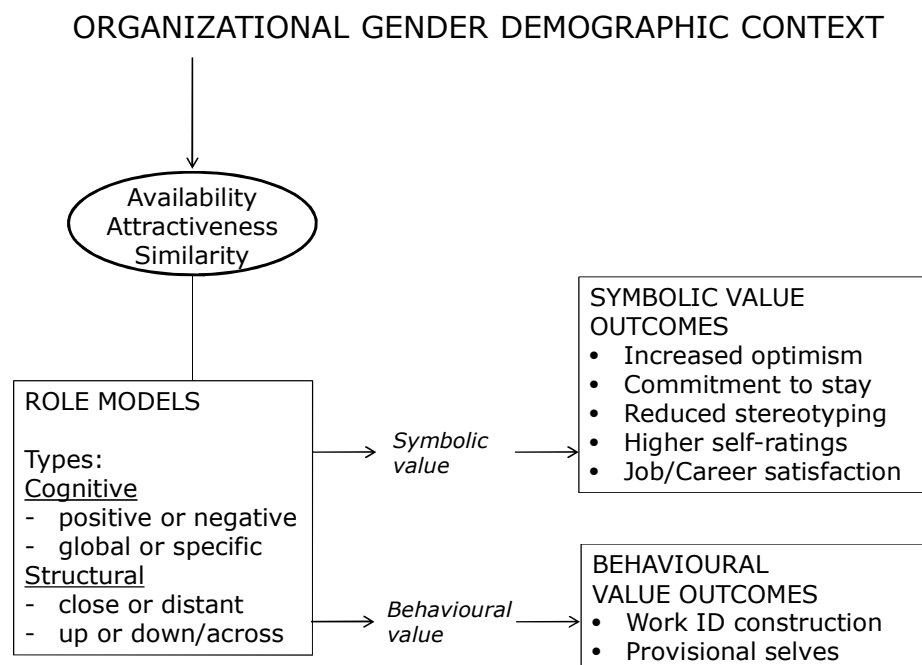 ORGANIZATIONAL GENDER DEMOGRAPHIC CONTEXT
Availability
Attractiveness
Similarity
ROLE MODELS
Types:
Cognitive
- positive or negative
- global or specific
Structural
- close or distant
- up or down/across
Symbolic
value
Behavioural
value
SYMBOLIC VALUE
OUTCOMES
• Increased optimism
• Commitment to stay
• Reduced stereotyping
• Higher self-ratings
• Job/Career satisfaction
BEHAVIOURAL
VALUE OUTCOMES
• Work ID construction
• Provisional selves